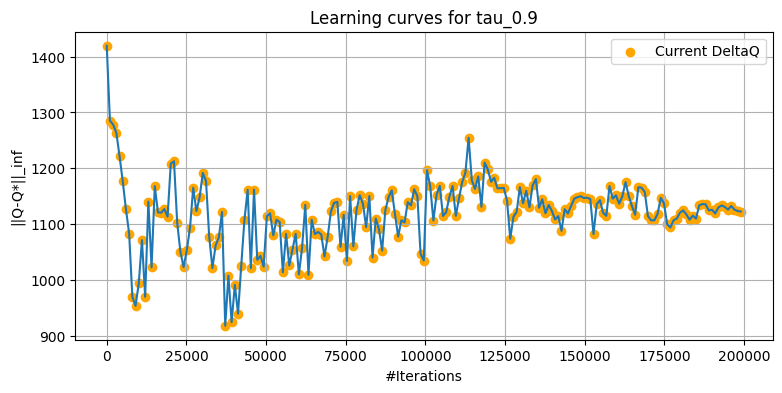 Learning curves for tau_0.9
Current DeltaQ
||Q-Q*||_inf
1400
1300
1200
1100
1000
900
0 25000 50000 75000 100000 125000 150000 175000 200000
#Iterations